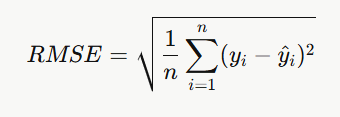 RMSE = \sqrt{\frac{1}{n} \sum_{i=1}^{n} (y_i - \hat{y}_i)^2}